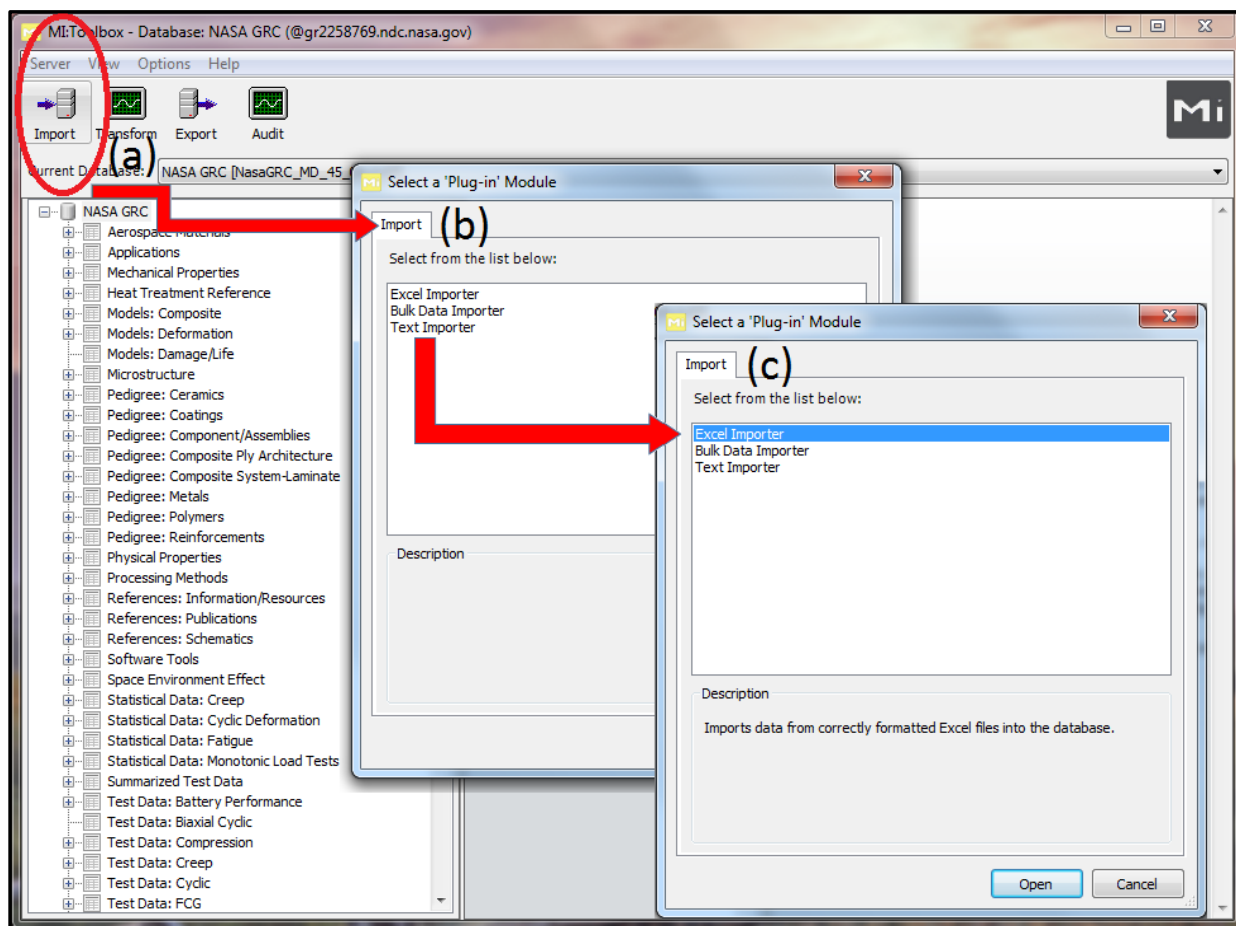 MI:Toolbox - Database: NASA GRC (@gr2258769.ndc.nasa.gov)
Server View Options Help
Import Transform Export Audit
Mi
(a)
Current Database: NASA GRC [NasaGRC_MD_45_
NASA GRC
Aerospace Materials
Applications
Mechanical Properties
Heat Treatment Reference
Models: Composite
Models: Deformation
Models: Damage/Life
Microstructure
Pedigree: Ceramics
Pedigree: Coatings
Pedigree: Component/Assemblies
Pedigree: Composite Ply Architecture
Pedigree: Composite System-Laminate
Pedigree: Metals
Pedigree: Polymers
Pedigree: Reinforcements
Physical Properties
Processing Methods
References: Information/Resources
References: Publications
References: Schematics
Software Tools
Space Environment Effect
Statistical Data: Creep
Statistical Data: Cyclic Deformation
Statistical Data: Fatigue
Statistical Data: Monotonic Load Tests
Summarized Test Data
Test Data: Battery Performance
Test Data: Biaxial Cyclic
Test Data: Compression
Test Data: Creep
Test Data: Cyclic
Test Data: FCG
Select a 'Plug-in' Module
Import
(b)
Select from the list below:
Excel Importer
Bulk Data Importer
Text Importer
Description
Select a 'Plug-in' Module
Import
(c)
Select from the list below:
Excel Importer
Bulk Data Importer
Text Importer
Description
Imports data from correctly formatted Excel files into the database.
Open Cancel